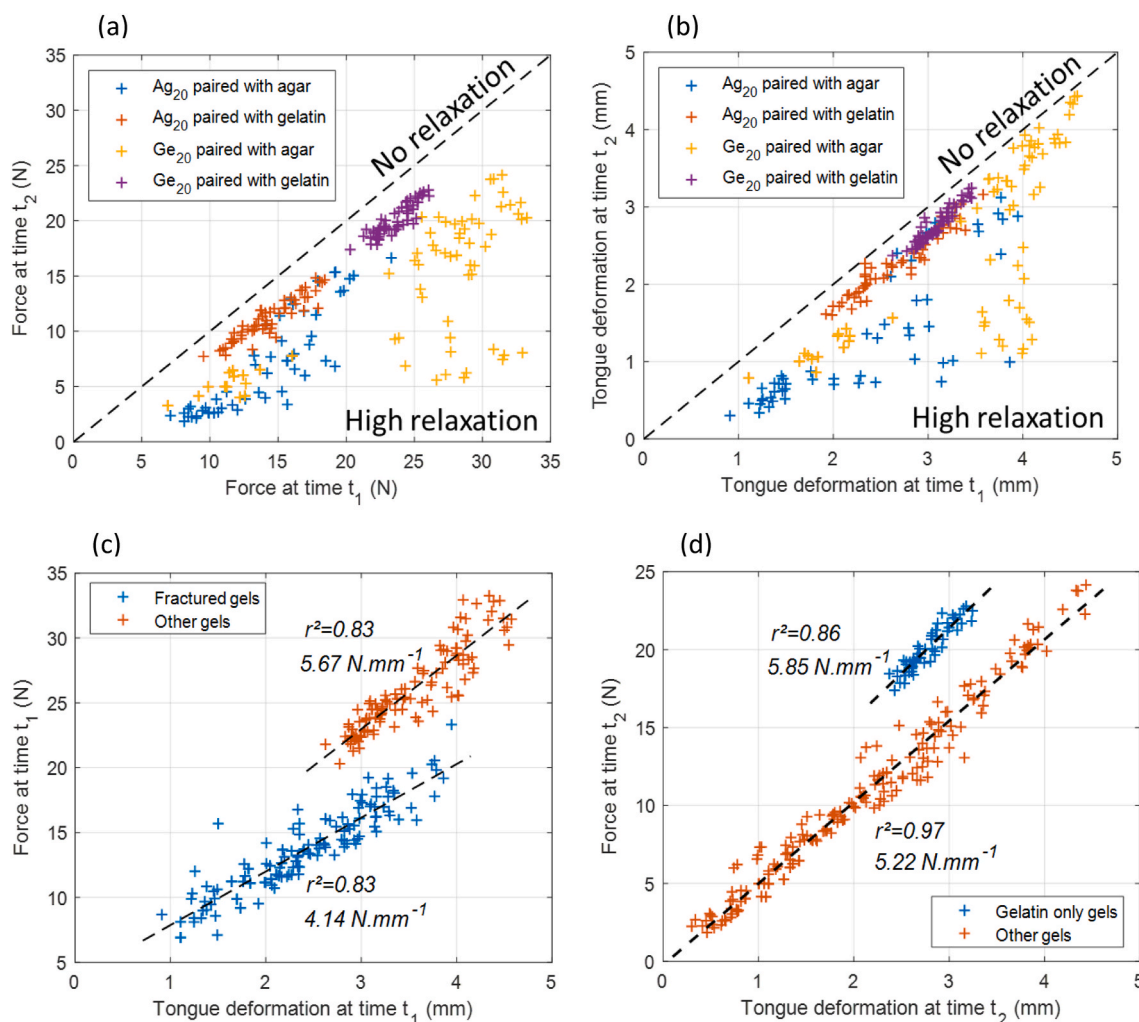 (a)
35
30
25
20
15
10
5
0
Force at time t2 (N)
Ag20 paired with agar
Ag20 paired with gelatin
Ge20 paired with agar
Ge20 paired with gelatin
No relaxation
High relaxation
0 5 10 15 20 25 30 35
Force at time t1 (N)
(b)
5
4
3
2
1
0
Tongue deformation at time t2 (mm)
Ag20 paired with agar
Ag20 paired with gelatin
Ge20 paired with agar
Ge20 paired with gelatin
No relaxation
High relaxation
0 1 2 3 4 5
Tongue deformation at time t1 (mm)
(c)
35
30
25
20
15
10
5
Force at time t1 (N)
Fractured gels
Other gels
r²=0.83
5.67 N.mm-1
r²=0.83
4.14 N.mm-1
0 1 2 3 4 5
Tongue deformation at time t1 (mm)
(d)
25
20
15
10
5
0
Force at time t2 (N)
r²=0.86
5.85 N.mm-1
r²=0.97
5.22 N.mm-1
Gelatin only gels
Other gels
0 1 2 3 4 5
Tongue deformation at time t2 (mm)